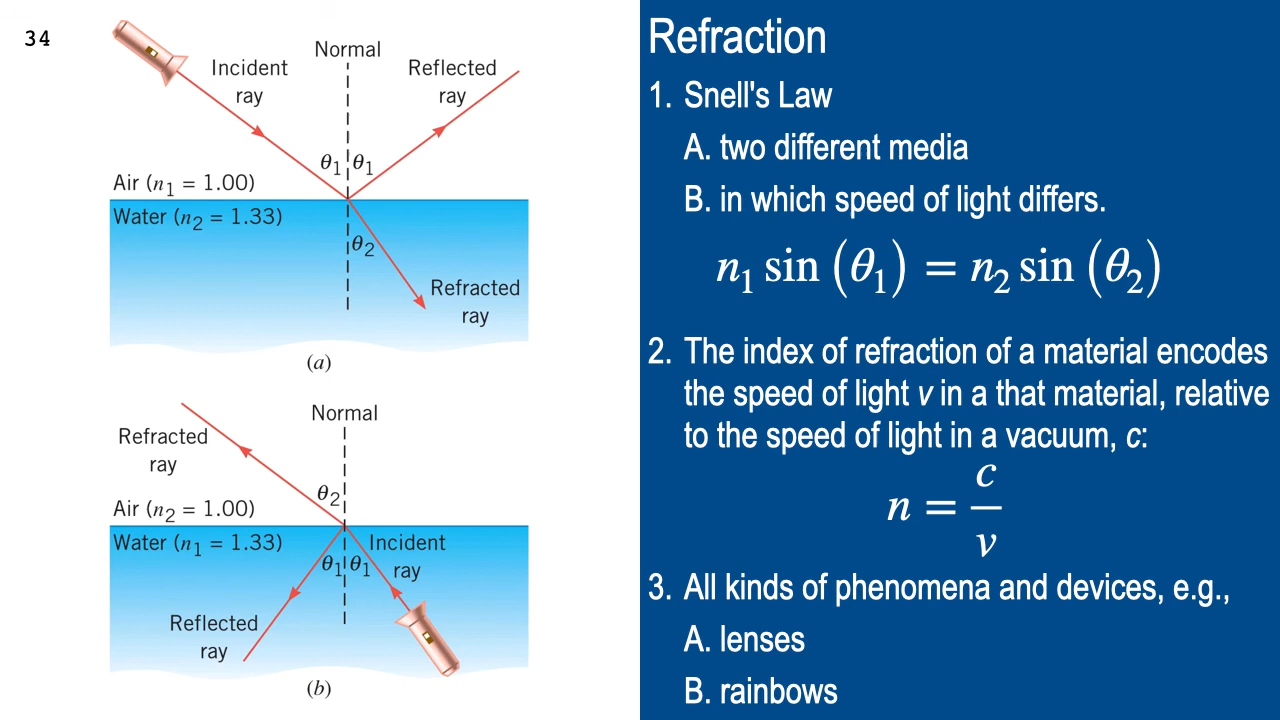 34
Normal
Incident
ray
Reflected
ray
θ1 θ1
Air (n1 = 1.00)
Water (n2 = 1.33)
θ2
Refracted
ray
(a)
Normal
Refracted
ray
θ2
Air (n2 = 1.00)
Water (n1 = 1.33)
Incident
ray
θ1 θ1
Reflected
ray
(b)
Refraction
1. Snell's Law
A. two different media
B. in which speed of light differs.
n1 sin (θ1) = n2 sin (θ2)
2. The index of refraction of a material encodes
the speed of light v in a that material, relative
to the speed of light in a vacuum, c:
n = c/v
3. All kinds of phenomena and devices, e.g.,
A. lenses
B. rainbows